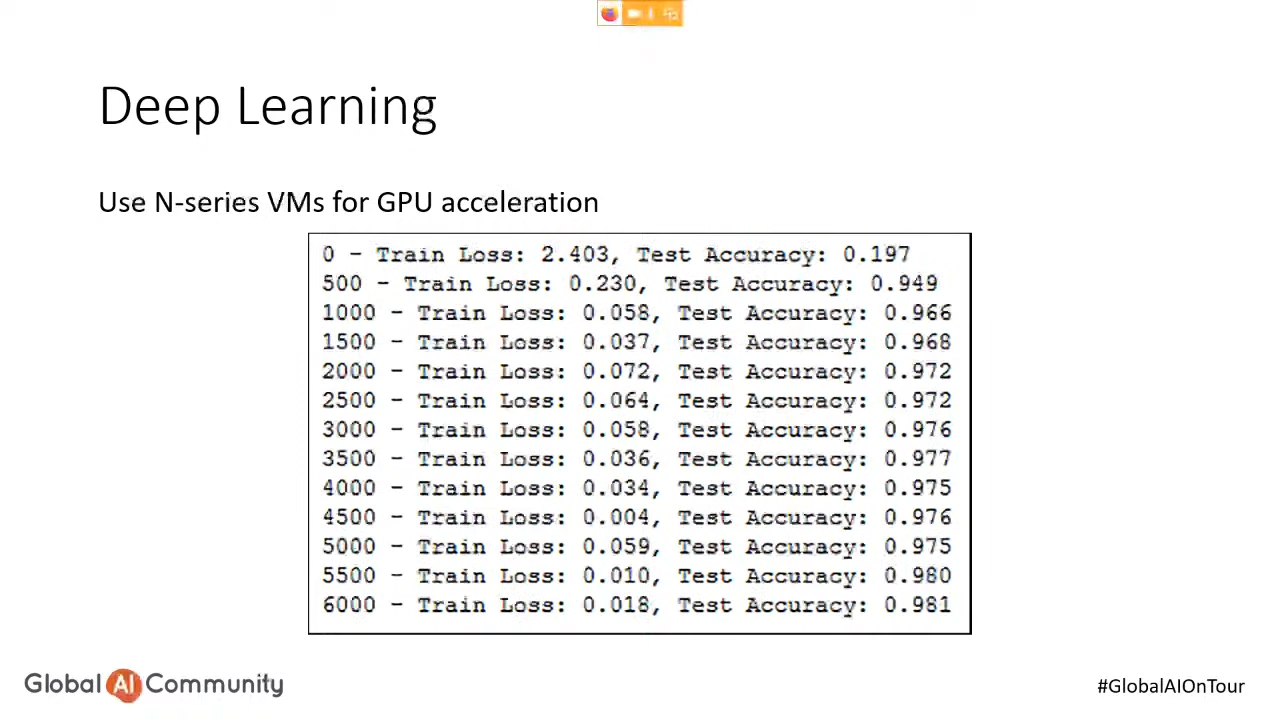 Deep Learning
Use N-series VMs for GPU acceleration
0 - Train Loss: 2.403, Test Accuracy: 0.197
500 - Train Loss: 0.230, Test Accuracy: 0.949
1000 - Train Loss: 0.058, Test Accuracy: 0.966
1500 - Train Loss: 0.037, Test Accuracy: 0.968
2000 - Train Loss: 0.072, Test Accuracy: 0.972
2500 - Train Loss: 0.064, Test Accuracy: 0.972
3000 - Train Loss: 0.058, Test Accuracy: 0.976
3500 - Train Loss: 0.036, Test Accuracy: 0.977
4000 - Train Loss: 0.034, Test Accuracy: 0.975
4500 - Train Loss: 0.004, Test Accuracy: 0.976
5000 - Train Loss: 0.059, Test Accuracy: 0.975
5500 - Train Loss: 0.010, Test Accuracy: 0.980
6000 - Train Loss: 0.018, Test Accuracy: 0.981
Global AI Community
#GlobalAIOnTour